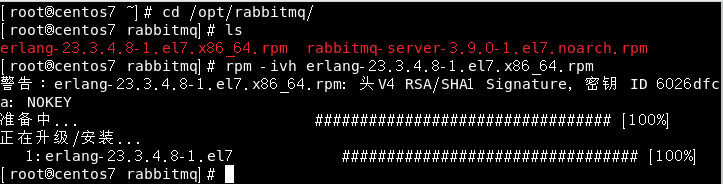 [root@centos7 ~]# cd /opt/rabbitmq/
[root@centos7 rabbitmq]# ls
erlang-23.3.4.8-1.el7.x86_64.rpm  rabbitmq-server-3.9.0-1.el7.noarch.rpm
[root@centos7 rabbitmq]# rpm -ivh erlang-23.3.4.8-1.el7.x86_64.rpm
警告：erlang-23.3.4.8-1.el7.x86_64.rpm: 头V4 RSA/SHA1 Signature, 密钥 ID 6026dfc
a: NOKEY
准备中... ################################# [100%]
正在升级/安装...
1:erlang-23.3.4.8-1.el7 ################################# [100%]
[root@centos7 rabbitmq]#